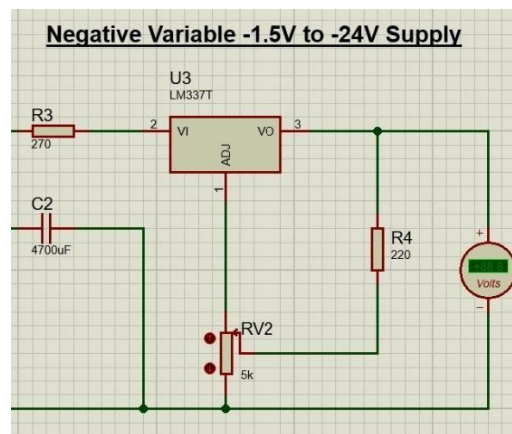 Negative Variable -1.5V to -24V Supply
U3
LM337T
R3
270
2
VI
VO
3
ADJ
1
C2
4700uF
R4
220
+
Volts
−
RV2
5k